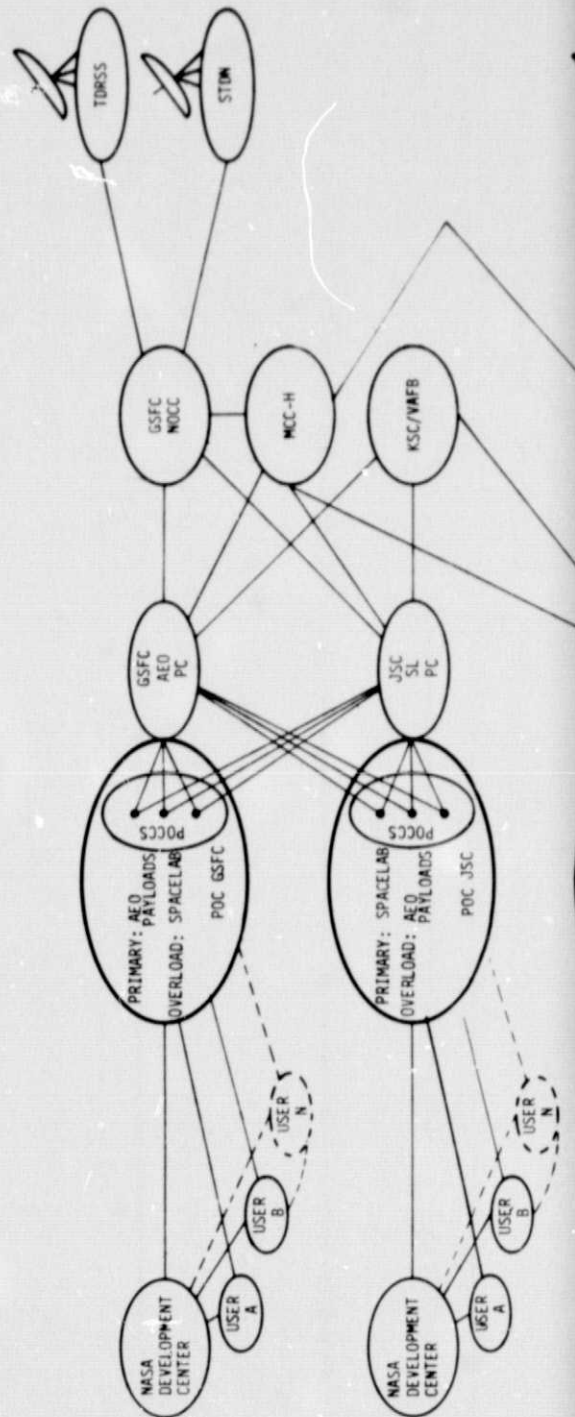 TDRSS
STDN
GSFC
NOCC
MCC-H
KSC/VAFB
GSFC
AEO
PC
JSC
SL
PC
POCCS
PRIMARY: AEO
PAYLOADS
OVERLOAD: SPACELAB
POC GSFC
POCCS
PRIMARY: SPACELAB
OVERLOAD: AEO
PAYLOADS
POC JSC
NASA
DEVELOPMENT
CENTER
USER
A
USER
B
USER
N
NASA
DEVELOPMENT
CENTER
USER
A
USER
B
USER
N